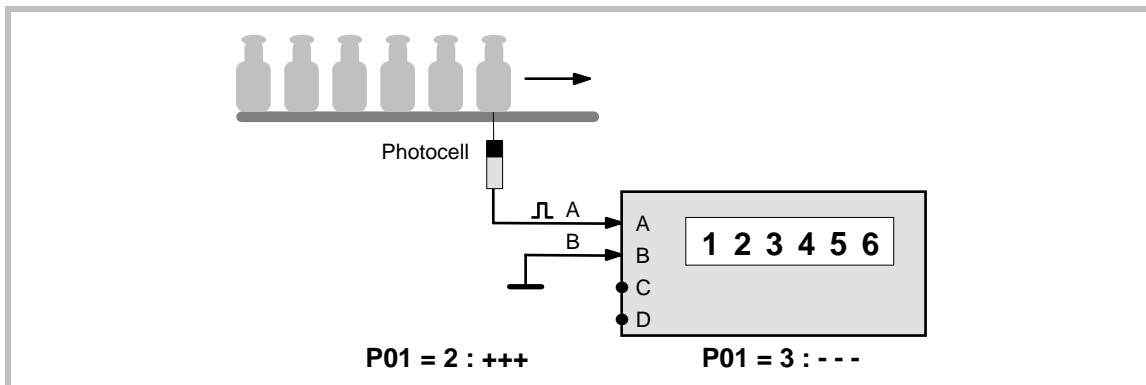 Photocell
A
A
1 2 3 4 5 6
B
B
C
D
P01 = 2 : +++
P01 = 3 : - - -